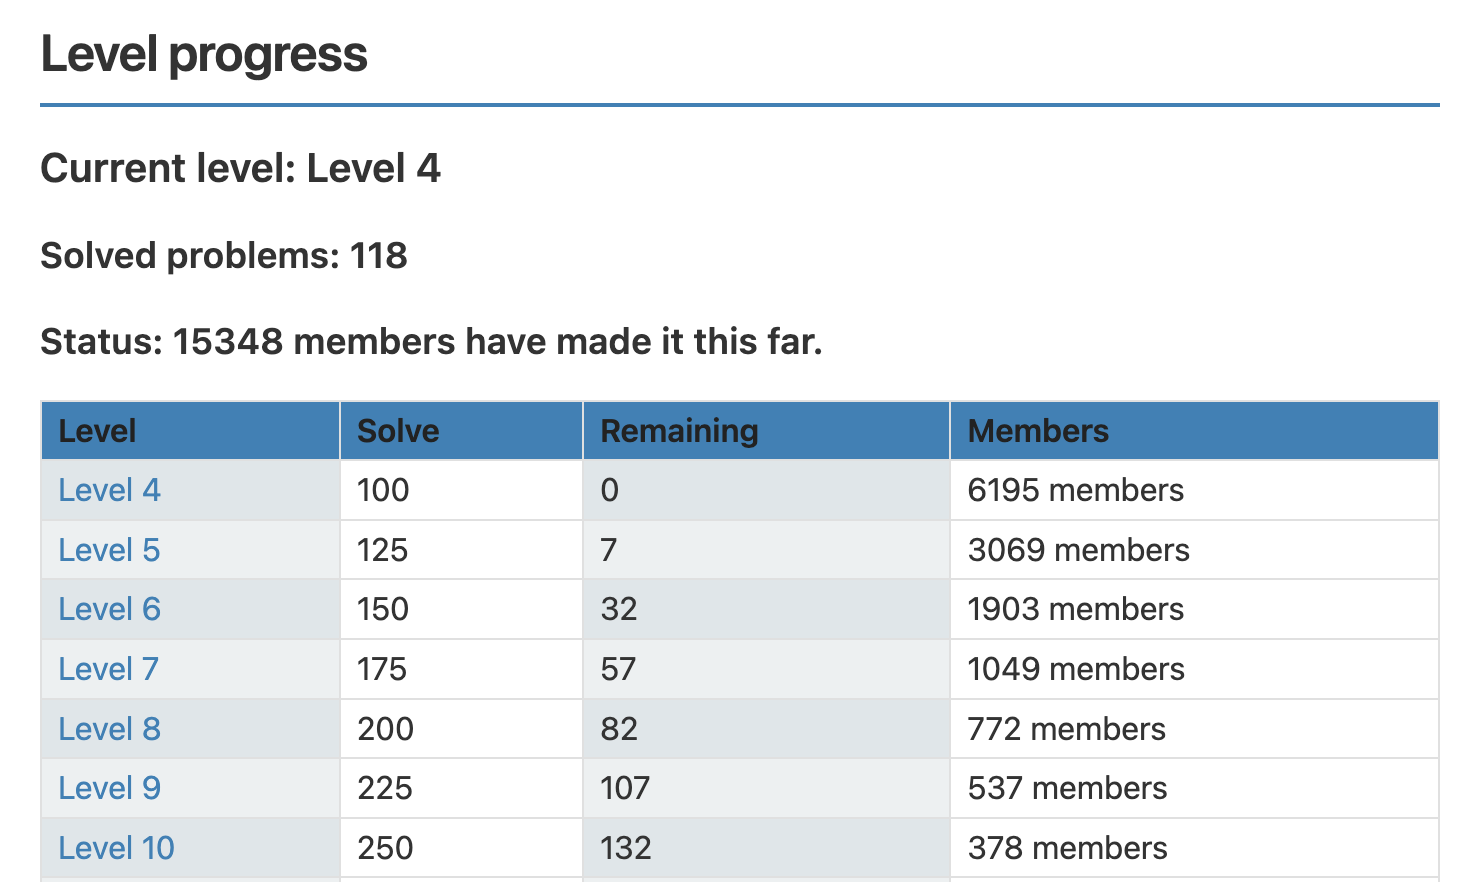 Level progress
Current level: Level 4
Solved problems: 118
Status: 15348 members have made it this far.
Level Solve Remaining Members
Level 4 100 0 6195 members
Level 5 125 7 3069 members
Level 6 150 32 1903 members
Level 7 175 57 1049 members
Level 8 200 82 772 members
Level 9 225 107 537 members
Level 10 250 132 378 members